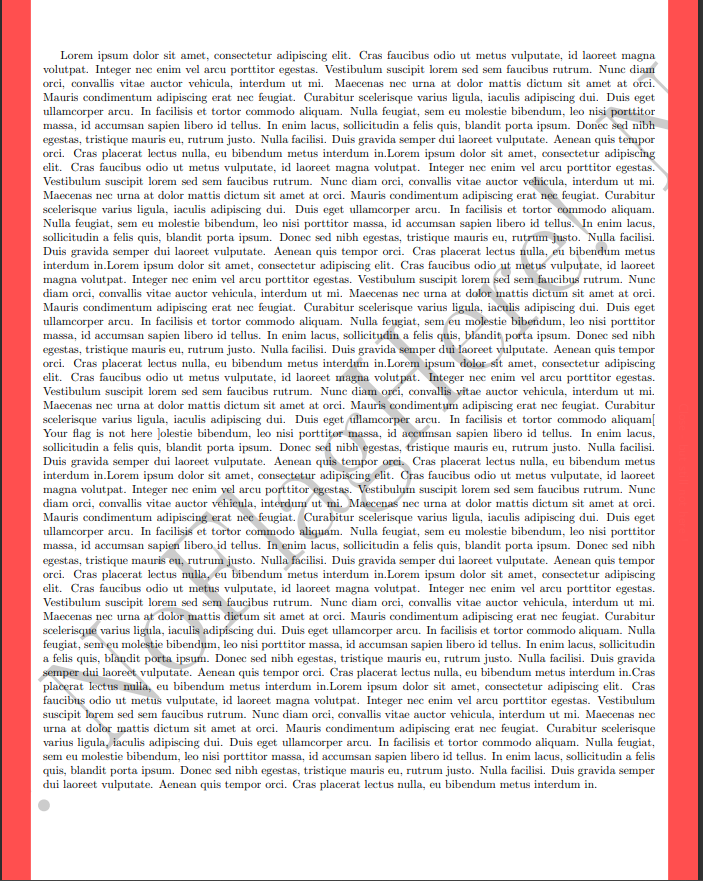 Lorem ipsum dolor sit amet, consectetur adipiscing elit. Cras faucibus odio ut metus vulputate, id laoreet magna
volutpat. Integer nec enim vel arcu porttitor egestas. Vestibulum suscipit lorem sed sem faucibus rutrum. Nunc diam
orci, convallis vitae auctor vehicula, interdum ut mi. Maecenas nec urna at dolor mattis dictum sit amet at orci.
Mauris condimentum adipiscing erat nec feugiat. Curabitur scelerisque varius ligula, iaculis adipiscing dui. Duis eget
ullamcorper arcu. In facilisis et tortor commodo aliquam. Nulla feugiat, sem eu molestie bibendum, leo nisi porttitor
massa, id accumsan sapien libero id tellus. In enim lacus, sollicitudin a felis quis, blandit porta ipsum. Donec sed nibh
egestas, tristique mauris eu, rutrum justo. Nulla facilisi. Duis gravida semper dui laoreet vulputate. Aenean quis tempor
orci. Cras placerat lectus nulla, eu bibendum metus interdum in.Lorem ipsum dolor sit amet, consectetur adipiscing
elit. Cras faucibus odio ut metus vulputate, id laoreet magna volutpat. Integer nec enim vel arcu porttitor egestas.
Vestibulum suscipit lorem sed sem faucibus rutrum. Nunc diam orci, convallis vitae auctor vehicula, interdum ut mi.
Maecenas nec urna at dolor mattis dictum sit amet at orci. Mauris condimentum adipiscing erat nec feugiat. Curabitur
scelerisque varius ligula, iaculis adipiscing dui. Duis eget ullamcorper arcu. In facilisis et tortor commodo aliquam.
Nulla feugiat, sem eu molestie bibendum, leo nisi porttitor massa, id accumsan sapien libero id tellus. In enim lacus,
sollicitudin a felis quis, blandit porta ipsum. Donec sed nibh egestas, tristique mauris eu, rutrum justo. Nulla facilisi.
Duis gravida semper dui laoreet vulputate. Aenean quis tempor orci. Cras placerat lectus nulla, eu bibendum metus
interdum in.Lorem ipsum dolor sit amet, consectetur adipiscing elit. Cras faucibus odio ut metus vulputate, id laoreet
magna volutpat. Integer nec enim vel arcu porttitor egestas. Vestibulum suscipit lorem sed sem faucibus rutrum. Nunc
diam orci, convallis vitae auctor vehicula, interdum ut mi. Maecenas nec urna at dolor mattis dictum sit amet at orci.
Mauris condimentum adipiscing erat nec feugiat. Curabitur scelerisque varius ligula, iaculis adipiscing dui. Duis eget
ullamcorper arcu. In facilisis et tortor commodo aliquam. Nulla feugiat, sem eu molestie bibendum, leo nisi porttitor
massa, id accumsan sapien libero id tellus. In enim lacus, sollicitudin a felis quis, blandit porta ipsum. Donec sed nibh
egestas, tristique mauris eu, rutrum justo. Nulla facilisi. Duis gravida semper dui laoreet vulputate. Aenean quis tempor
orci. Cras placerat lectus nulla, eu bibendum metus interdum in.Lorem ipsum dolor sit amet, consectetur adipiscing
elit. Cras faucibus odio ut metus vulputate, id laoreet magna volutpat. Integer nec enim vel arcu porttitor egestas.
Vestibulum suscipit lorem sed sem faucibus rutrum. Nunc diam orci, convallis vitae auctor vehicula, interdum ut mi.
Maecenas nec urna at dolor mattis dictum sit amet at orci. Mauris condimentum adipiscing erat nec feugiat. Curabitur
scelerisque varius ligula, iaculis adipiscing dui. Duis eget ullamcorper arcu. In facilisis et tortor commodo aliquam[
Your flag is not here ]olestie bibendum, leo nisi porttitor massa, id accumsan sapien libero id tellus. In enim lacus,
sollicitudin a felis quis, blandit porta ipsum. Donec sed nibh egestas, tristique mauris eu, rutrum justo. Nulla facilisi.
Duis gravida semper dui laoreet vulputate. Aenean quis tempor orci. Cras placerat lectus nulla, eu bibendum metus
interdum in.Lorem ipsum dolor sit amet, consectetur adipiscing elit. Cras faucibus odio ut metus vulputate, id laoreet
magna volutpat. Integer nec enim vel arcu porttitor egestas. Vestibulum suscipit lorem sed sem faucibus rutrum. Nunc
diam orci, convallis vitae auctor vehicula, interdum ut mi. Maecenas nec urna at dolor mattis dictum sit amet at orci.
Mauris condimentum adipiscing erat nec feugiat. Curabitur scelerisque varius ligula, iaculis adipiscing dui. Duis eget
ullamcorper arcu. In facilisis et tortor commodo aliquam. Nulla feugiat, sem eu molestie bibendum, leo nisi porttitor
massa, id accumsan sapien libero id tellus. In enim lacus, sollicitudin a felis quis, blandit porta ipsum. Donec sed nibh
egestas, tristique mauris eu, rutrum justo. Nulla facilisi. Duis gravida semper dui laoreet vulputate. Aenean quis tempor
orci. Cras placerat lectus nulla, eu bibendum metus interdum in.Lorem ipsum dolor sit amet, consectetur adipiscing
elit. Cras faucibus odio ut metus vulputate, id laoreet magna volutpat. Integer nec enim vel arcu porttitor egestas.
Vestibulum suscipit lorem sed sem faucibus rutrum. Nunc diam orci, convallis vitae auctor vehicula, interdum ut mi.
Maecenas nec urna at dolor mattis dictum sit amet at orci. Mauris condimentum adipiscing erat nec feugiat. Curabitur
scelerisque varius ligula, iaculis adipiscing dui. Duis eget ullamcorper arcu. In facilisis et tortor commodo aliquam. Nulla
feugiat, sem eu molestie bibendum, leo nisi porttitor massa, id accumsan sapien libero id tellus. In enim lacus, sollicitudin
a felis quis, blandit porta ipsum. Donec sed nibh egestas, tristique mauris eu, rutrum justo. Nulla facilisi. Duis gravida
semper dui laoreet vulputate. Aenean quis tempor orci. Cras placerat lectus nulla, eu bibendum metus interdum in.Cras
placerat lectus nulla, eu bibendum metus interdum in.Lorem ipsum dolor sit amet, consectetur adipiscing elit. Cras
faucibus odio ut metus vulputate, id laoreet magna volutpat. Integer nec enim vel arcu porttitor egestas. Vestibulum
suscipit lorem sed sem faucibus rutrum. Nunc diam orci, convallis vitae auctor vehicula, interdum ut mi. Maecenas nec
urna at dolor mattis dictum sit amet at orci. Mauris condimentum adipiscing erat nec feugiat. Curabitur scelerisque
varius ligula, iaculis adipiscing dui. Duis eget ullamcorper arcu. In facilisis et tortor commodo aliquam. Nulla feugiat,
sem eu molestie bibendum, leo nisi porttitor massa, id accumsan sapien libero id tellus. In enim lacus, sollicitudin a felis
quis, blandit porta ipsum. Donec sed nibh egestas, tristique mauris eu, rutrum justo. Nulla facilisi. Duis gravida semper
dui laoreet vulputate. Aenean quis tempor orci. Cras placerat lectus nulla, eu bibendum metus interdum in.
NoFlagHere! N